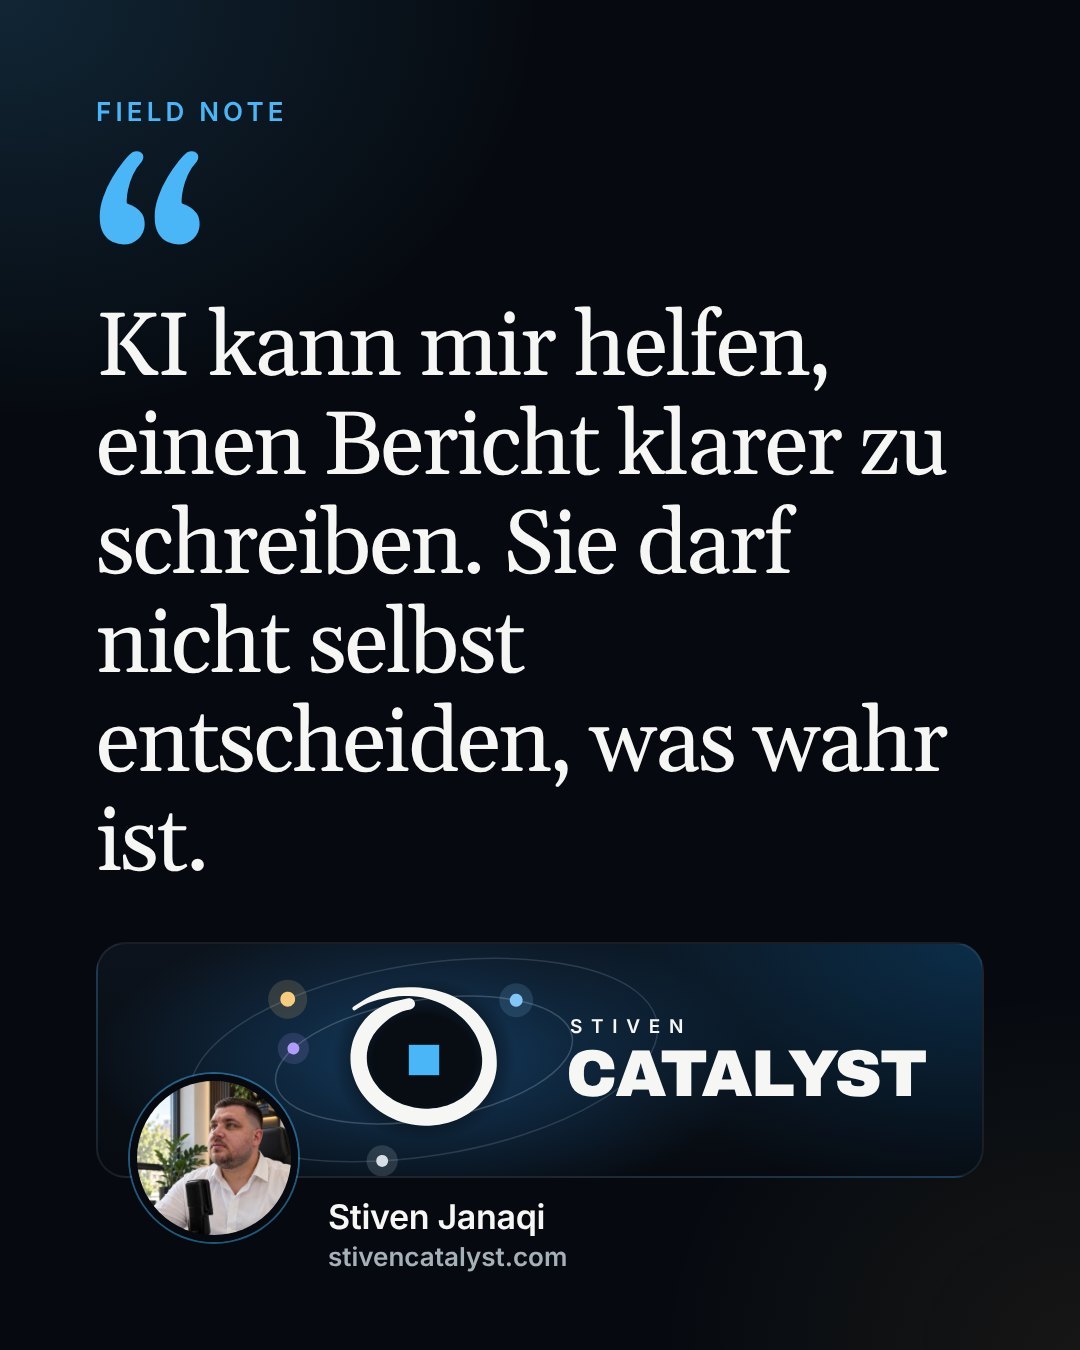 FIELD NOTE
“
KI kann mir helfen,
einen Bericht klarer zu
schreiben. Sie darf
nicht selbst
entscheiden, was wahr
ist.
STIVEN
CATALYST
Stiven Janaqi
stivencatalyst.com